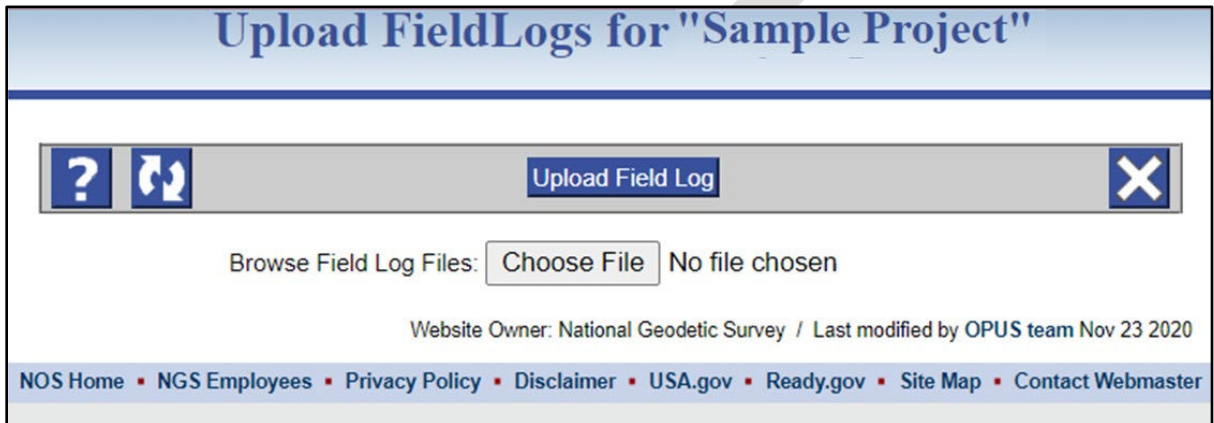 Upload FieldLogs for "Sample Project"
?
Upload Field Log
Browse Field Log Files: Choose File No file chosen
Website Owner: National Geodetic Survey / Last modified by OPUS team Nov 23 2020
NOS Home ▪ NGS Employees ▪ Privacy Policy ▪ Disclaimer ▪ USA.gov ▪ Ready.gov ▪ Site Map ▪ Contact Webmaster